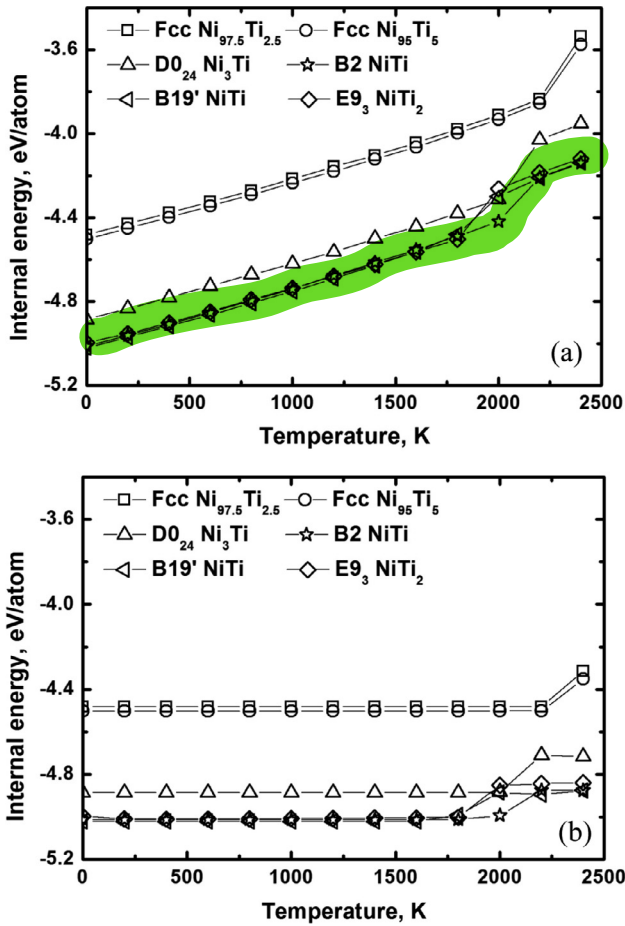 (a)
Fcc Ni97.5Ti2.5 Fcc Ni95Ti5
D024 Ni3Ti B2 NiTi
B19' NiTi E93 NiTi2
Internal energy, eV/atom
-3.6
-4.0
-4.4
-4.8
-5.2
0 500 1000 1500 2000 2500
Temperature, K
(b)
Fcc Ni97.5Ti2.5 Fcc Ni95Ti5
D024 Ni3Ti B2 NiTi
B19' NiTi E93 NiTi2
Internal energy, eV/atom
-3.6
-4.0
-4.4
-4.8
-5.2
0 500 1000 1500 2000 2500
Temperature, K